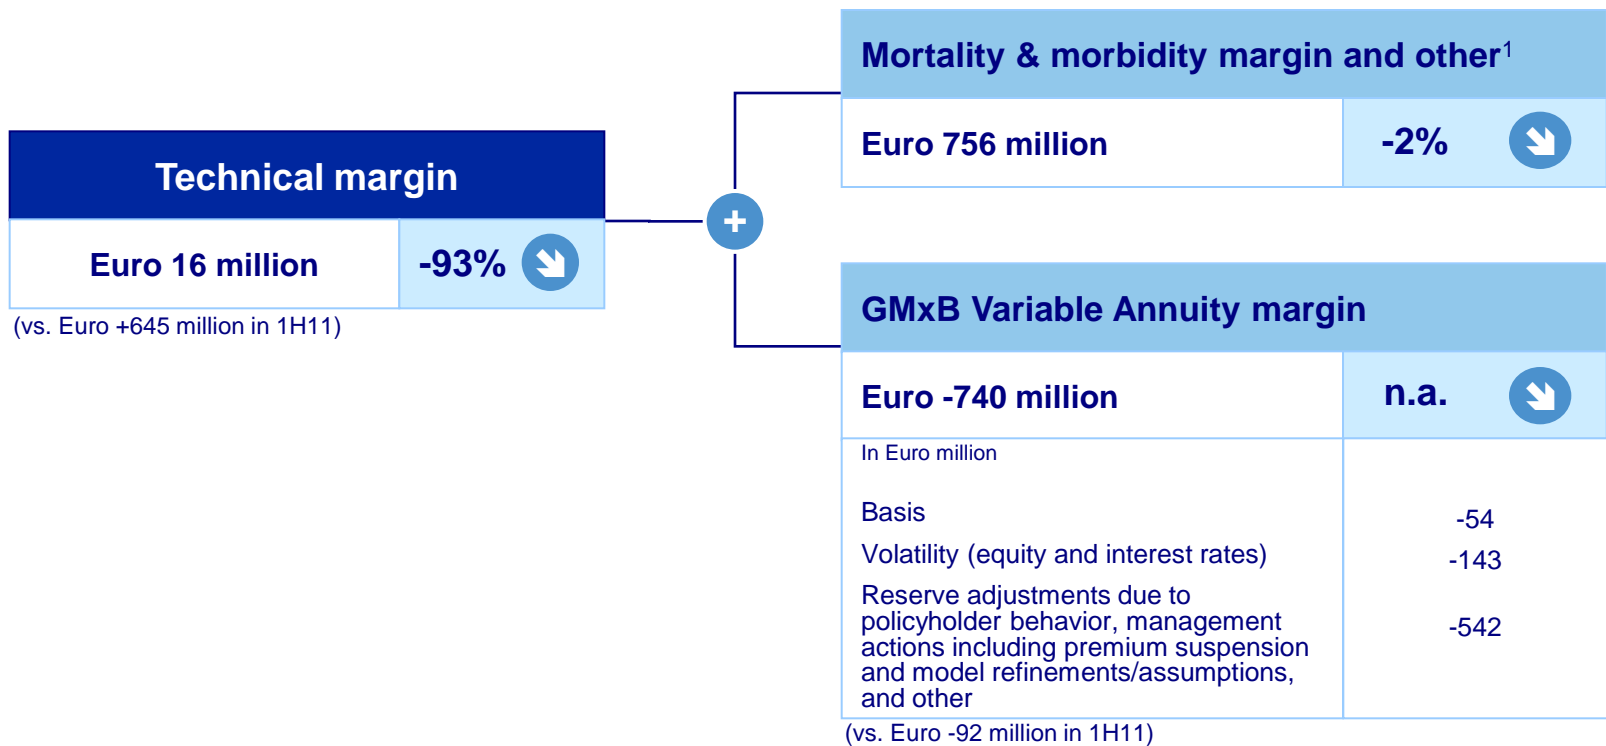 Technical margin
Euro 16 million
-93%
(vs. Euro +645 million in 1H11)
+
Mortality & morbidity margin and other¹
Euro 756 million
-2%
GMxB Variable Annuity margin
Euro -740 million
n.a.
In Euro million
Basis
-54
Volatility (equity and interest rates)
-143
Reserve adjustments due to
policyholder behavior, management
actions including premium suspension
and model refinements/assumptions,
and other
-542
(vs. Euro -92 million in 1H11)